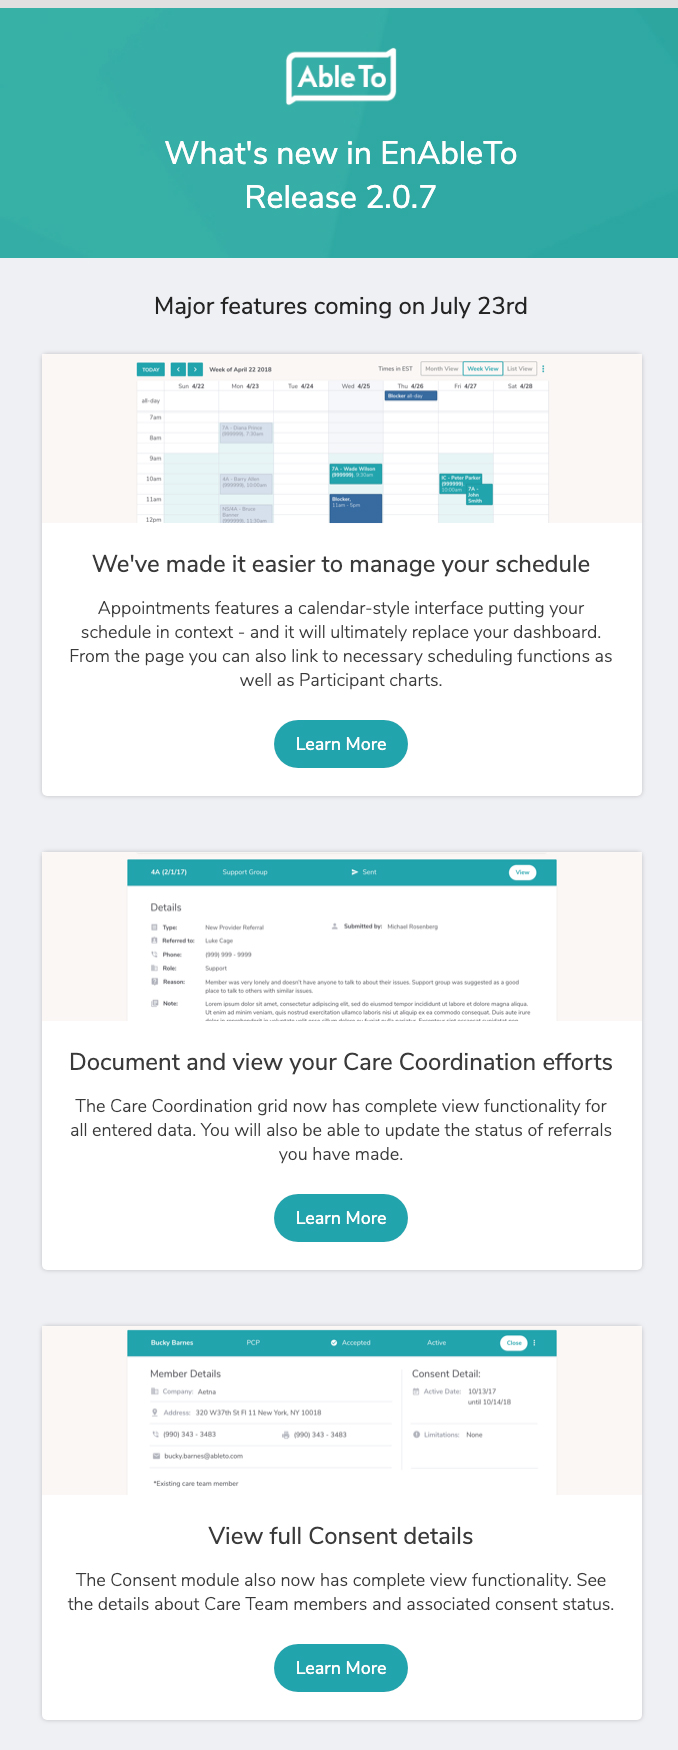 Able To
What's new in EnAbleTo
Release 2.0.7
Major features coming on July 23rd
TODAY < > Week of April 22 2018 Times in EST Month View Week View List View
Sun 4/22 Mon 4/23 Tue 4/24 Wed 4/25 Thu 4/26 Fri 4/27 Sat 4/28
all-day Blocker all-day
7am
7A - Diana Prince
(999999), 7:30am
8am
9am
7A - Wade Wilson
(999999), 9:30am
10am
4A - Barry Allen
(999999), 10:00am
IC - Peter Parker
(999999),
10:00am
7A -
John
Smith
11am
Blocker,
11am - 5pm
NS/4A - Bruce
Banner
(999999), 11:30am
12pm
We've made it easier to manage your schedule
Appointments features a calendar-style interface putting your
schedule in context - and it will ultimately replace your dashboard.
From the page you can also link to necessary scheduling functions as
well as Participant charts.
Learn More
4A (2/1/17) Support Group Sent View
Details
Type: New Provider Referral Submitted by: Michael Rosenberg
Referred to: Luke Cage
Phone: (999) 999 - 9999
Role: Support
Reason: Member was very lonely and doesn't have anyone to talk to about their issues. Support group was suggested as a good
place to talk to others with similar issues.
Note: Lorem ipsum dolor sit amet, consectetur adipiscing elit, sed do eiusmod tempor incididunt ut labore et dolore magna aliqua.
Ut enim ad minim veniam, quis nostrud exercitation ullamco laboris nisi ut aliquip ex ea commodo consequat. Duis aute irure
Document and view your Care Coordination efforts
The Care Coordination grid now has complete view functionality for
all entered data. You will also be able to update the status of referrals
you have made.
Learn More
Bucky Barnes PCP Accepted Active Close
Member Details Consent Detail:
Company: Aetna Active Date: 10/13/17
until 10/14/18
Address: 320 W37th St Fl 11 New York, NY 10018
(990) 343 - 3483 (990) 343 - 3483 Limitations: None
bucky.barnes@ableto.com
*Existing care team member
View full Consent details
The Consent module also now has complete view functionality. See
the details about Care Team members and associated consent status.
Learn More